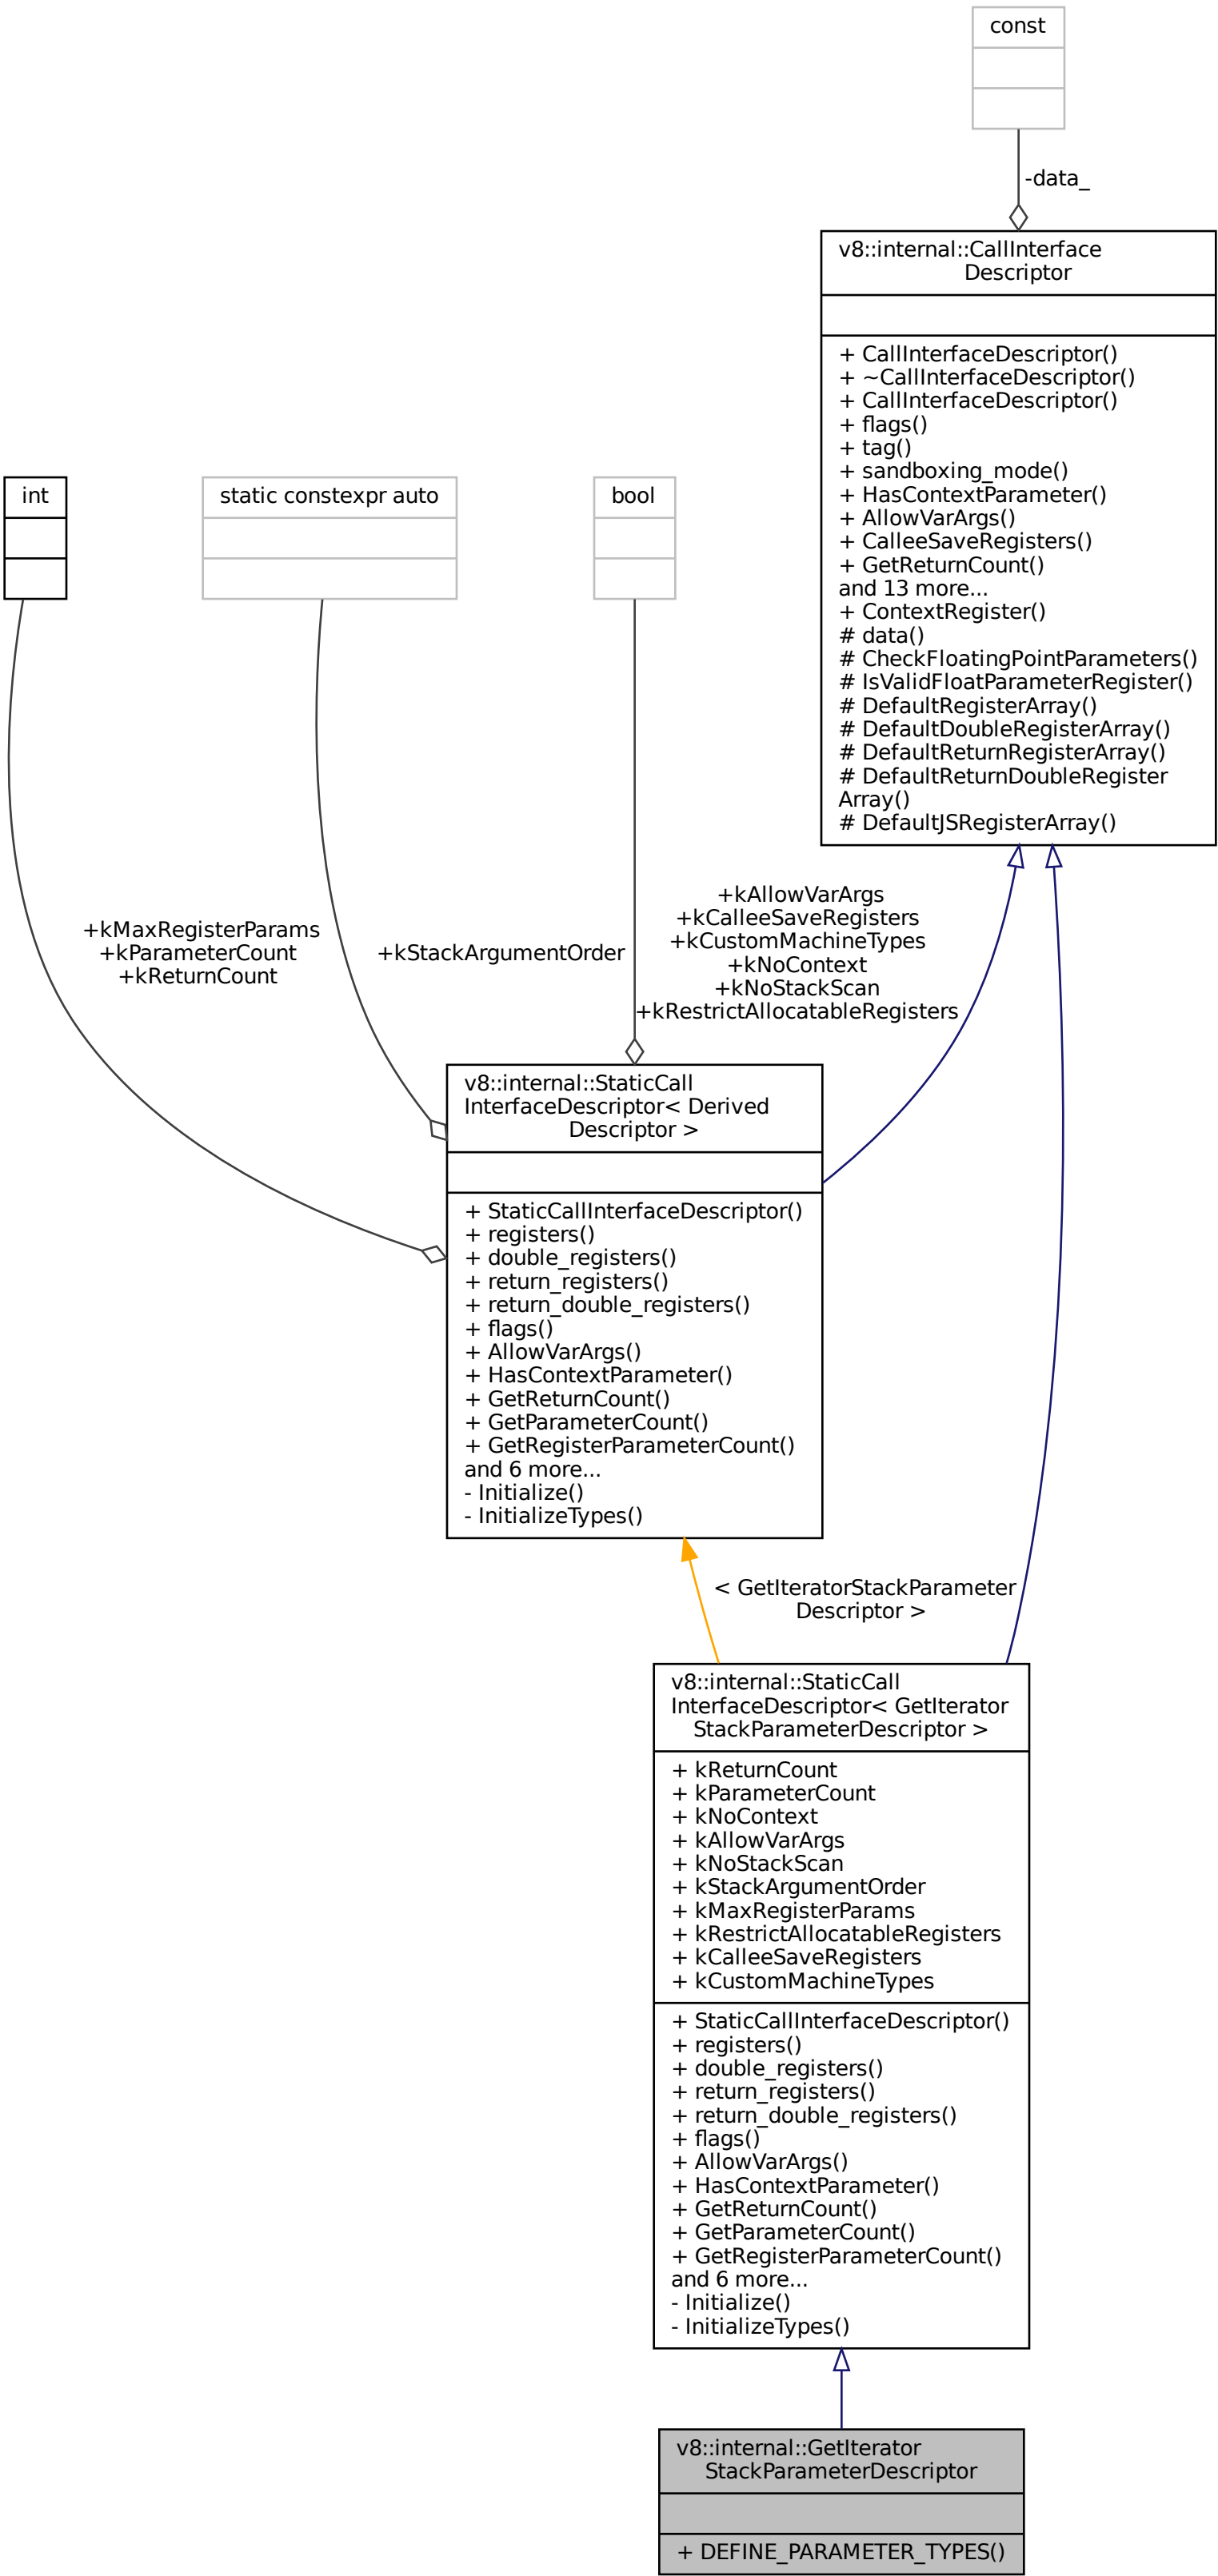 const
-data_
v8::internal::CallInterface
Descriptor
+ CallInterfaceDescriptor()
+ ~CallInterfaceDescriptor()
+ CallInterfaceDescriptor()
+ flags()
+ tag()
+ sandboxing_mode()
+ HasContextParameter()
+ AllowVarArgs()
+ CalleeSaveRegisters()
+ GetReturnCount()
and 13 more...
+ ContextRegister()
# data()
# CheckFloatingPointParameters()
# IsValidFloatParameterRegister()
# DefaultRegisterArray()
# DefaultDoubleRegisterArray()
# DefaultReturnRegisterArray()
# DefaultReturnDoubleRegister
Array()
# DefaultJSRegisterArray()
int
static constexpr auto
bool
+kMaxRegisterParams
+kParameterCount
+kReturnCount
+kStackArgumentOrder
+kAllowVarArgs
+kCalleeSaveRegisters
+kCustomMachineTypes
+kNoContext
+kNoStackScan
+kRestrictAllocatableRegisters
v8::internal::StaticCall
InterfaceDescriptor< Derived
Descriptor >
+ StaticCallInterfaceDescriptor()
+ registers()
+ double_registers()
+ return_registers()
+ return_double_registers()
+ flags()
+ AllowVarArgs()
+ HasContextParameter()
+ GetReturnCount()
+ GetParameterCount()
+ GetRegisterParameterCount()
and 6 more...
- Initialize()
- InitializeTypes()
< GetIteratorStackParameter
Descriptor >
v8::internal::StaticCall
InterfaceDescriptor< GetIterator
StackParameterDescriptor >
+ kReturnCount
+ kParameterCount
+ kNoContext
+ kAllowVarArgs
+ kNoStackScan
+ kStackArgumentOrder
+ kMaxRegisterParams
+ kRestrictAllocatableRegisters
+ kCalleeSaveRegisters
+ kCustomMachineTypes
+ StaticCallInterfaceDescriptor()
+ registers()
+ double_registers()
+ return_registers()
+ return_double_registers()
+ flags()
+ AllowVarArgs()
+ HasContextParameter()
+ GetReturnCount()
+ GetParameterCount()
+ GetRegisterParameterCount()
and 6 more...
- Initialize()
- InitializeTypes()
v8::internal::GetIterator
StackParameterDescriptor
+ DEFINE_PARAMETER_TYPES()